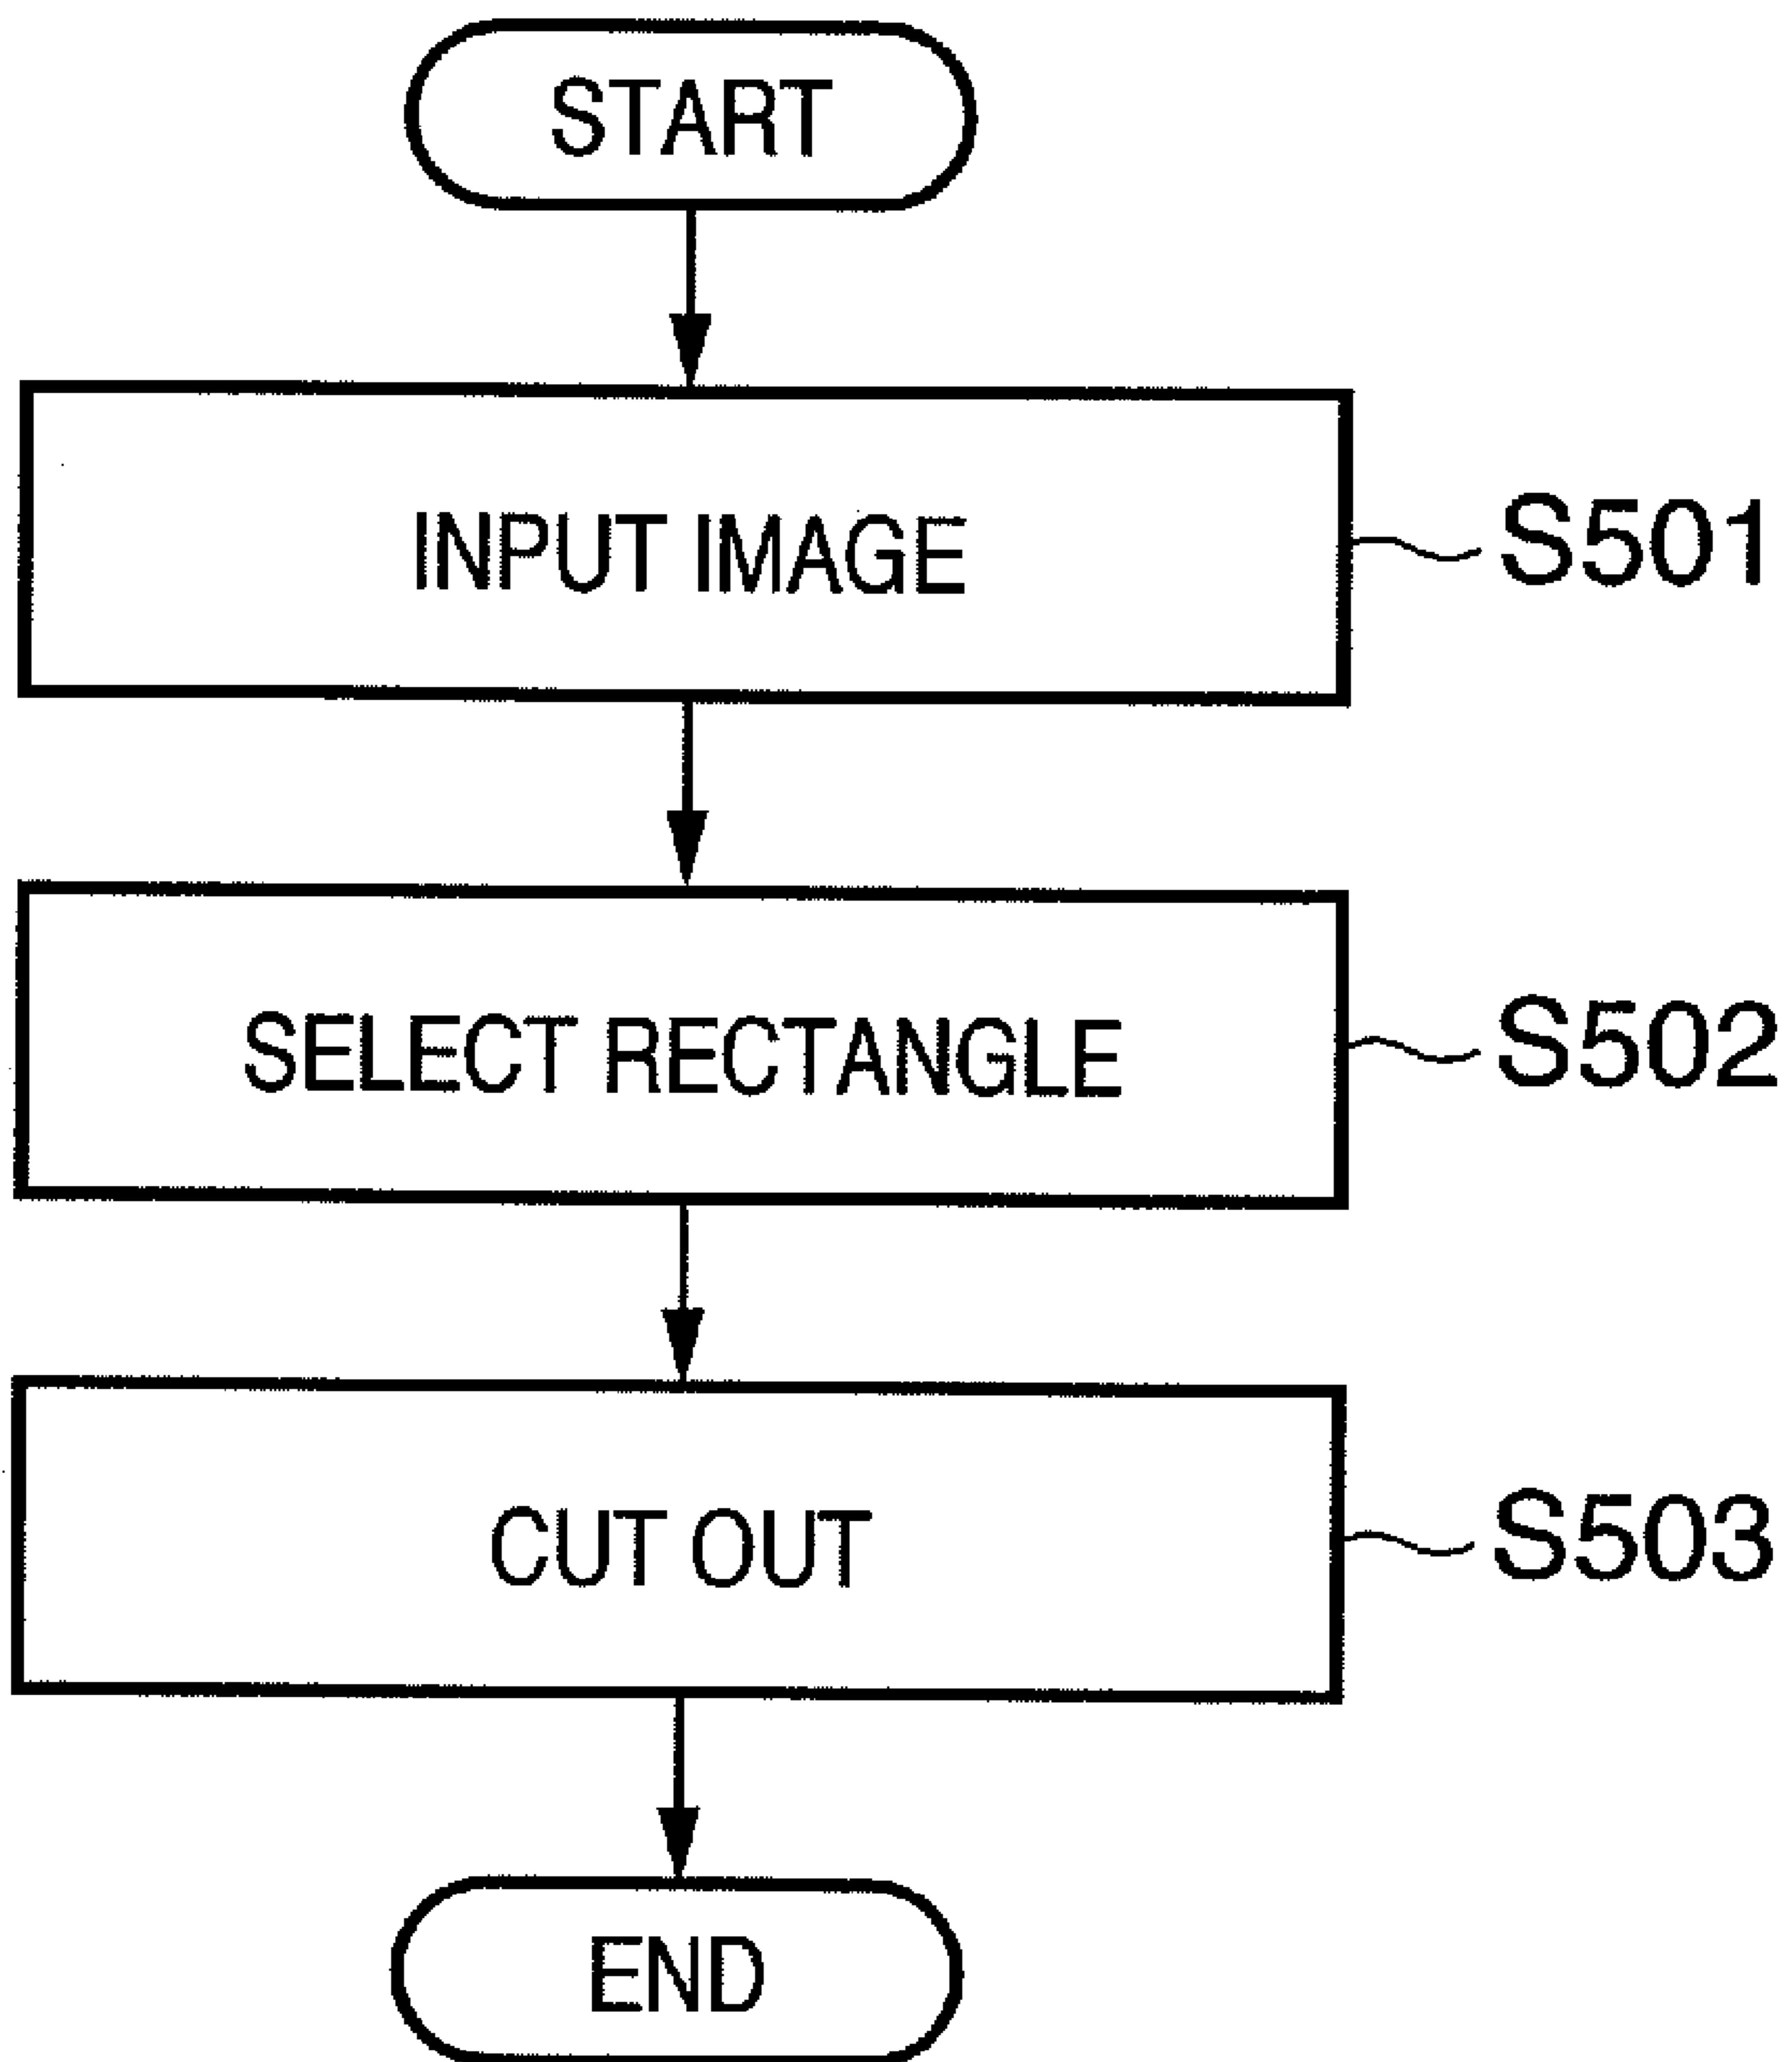 START
INPUT IMAGE
S501
SELECT RECTANGLE
S502
CUT OUT
S503
END